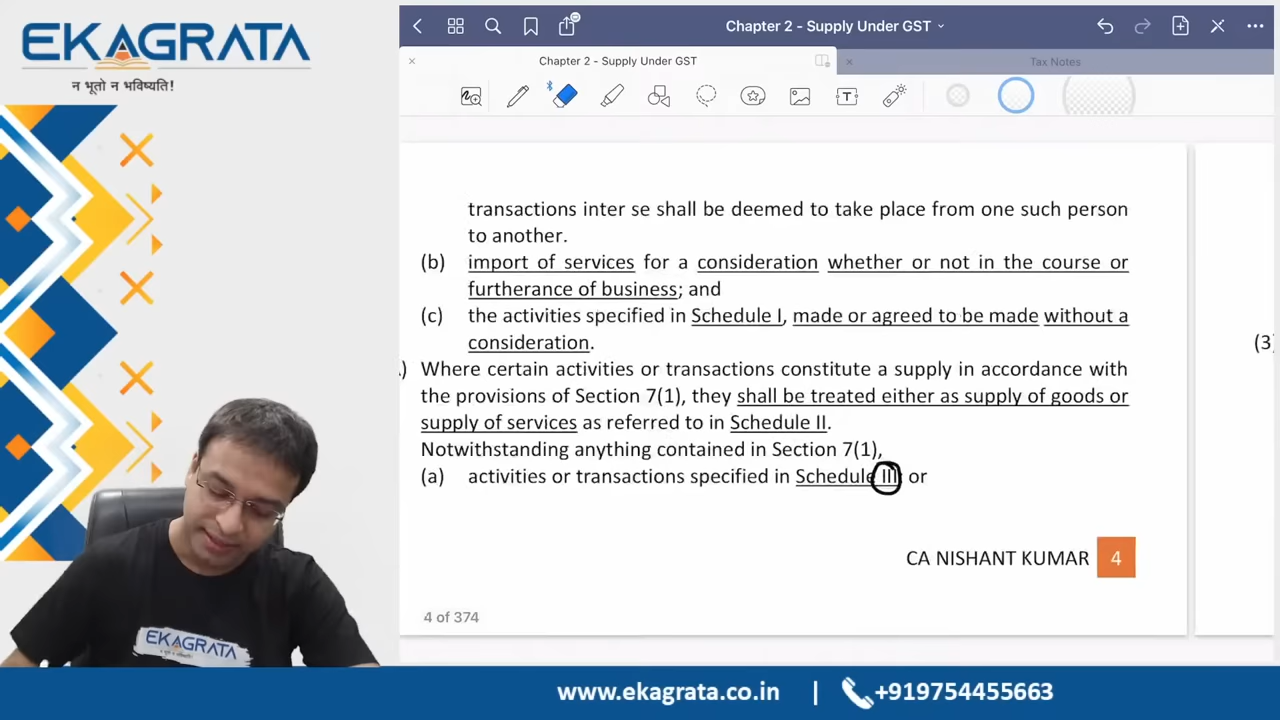 EKAGRATA
न भूतो न भविष्यति!
Chapter 2 - Supply Under GST
Chapter 2 - Supply Under GST
Tax Notes
transactions inter se shall be deemed to take place from one such person
to another.
(b) import of services for a consideration whether or not in the course or
furtherance of business; and
(c) the activities specified in Schedule I, made or agreed to be made without a
consideration.
.) Where certain activities or transactions constitute a supply in accordance with
the provisions of Section 7(1), they shall be treated either as supply of goods or
supply of services as referred to in Schedule II.
Notwithstanding anything contained in Section 7(1),
(a) activities or transactions specified in Schedule III; or
(3)
CA NISHANT KUMAR 4
4 of 374
EKAGRATA
www.ekagrata.co.in | +919754455663